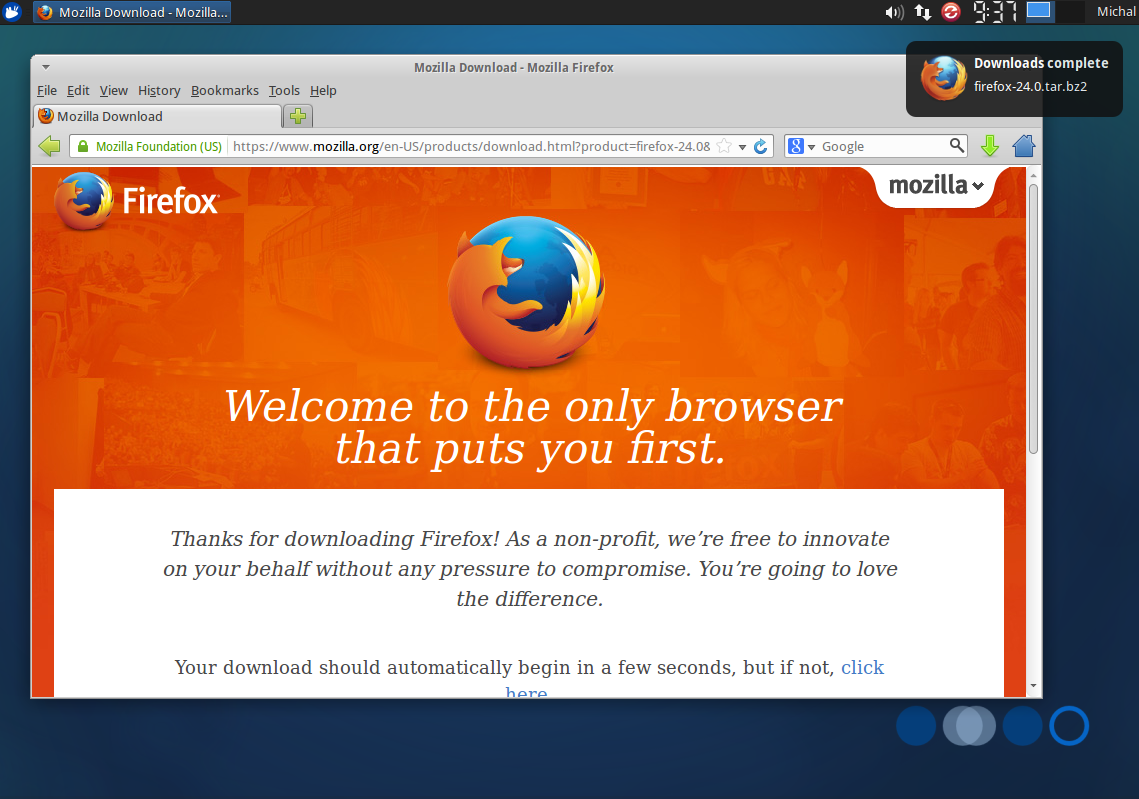 Mozilla Download - Mozilla...
9:37
Michal
Mozilla Download - Mozilla Firefox
Downloads complete
firefox-24.0.tar.bz2
File Edit View History Bookmarks Tools Help
Mozilla Download
Mozilla Foundation (US) https://www.mozilla.org/en-US/products/download.html?product=firefox-24.0& Google
Firefox
mozilla
Welcome to the only browser
that puts you first.
Thanks for downloading Firefox! As a non-profit, we’re free to innovate
on your behalf without any pressure to compromise. You’re going to love
the difference.
Your download should automatically begin in a few seconds, but if not, click
here